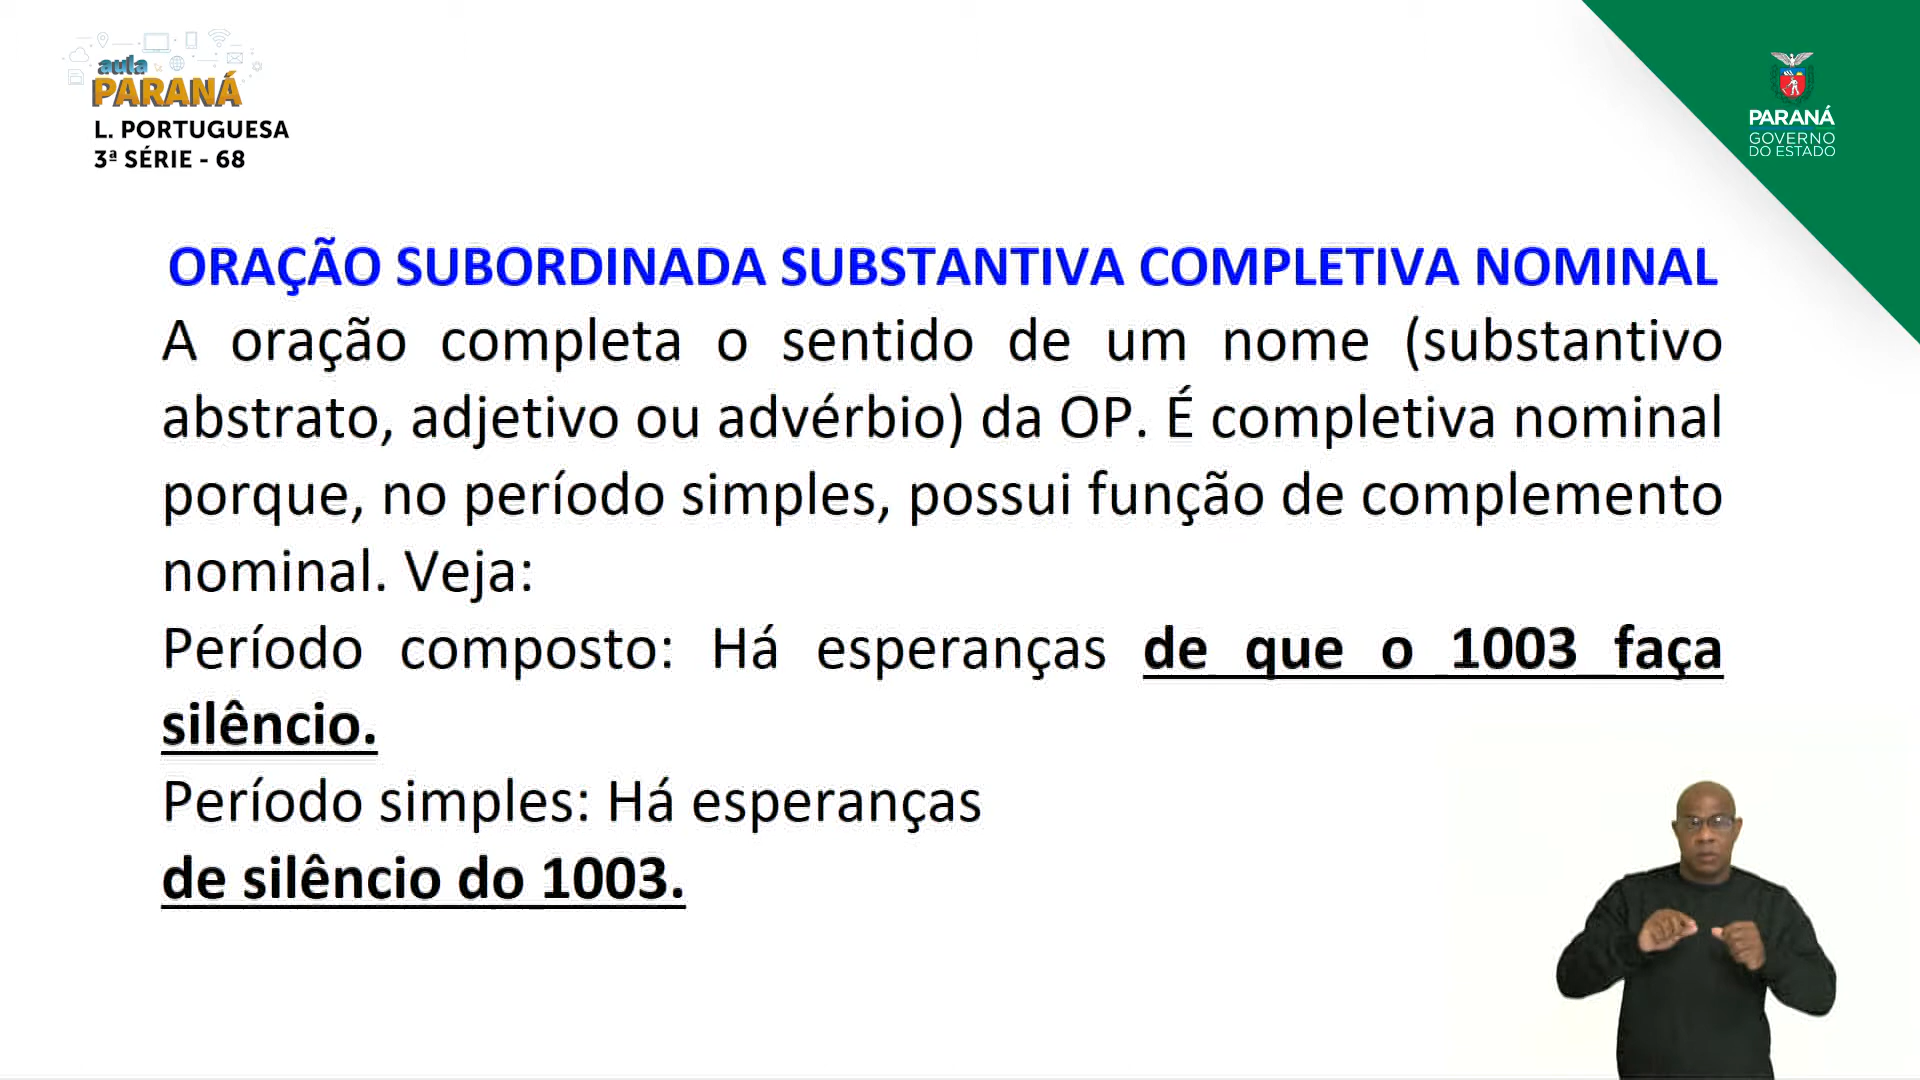 aula
PARANÁ
L. PORTUGUESA
3ª SÉRIE - 68
PARANÁ
GOVERNO
DO ESTADO
ORAÇÃO SUBORDINADA SUBSTANTIVA COMPLETIVA NOMINAL
A oração completa o sentido de um nome (substantivo
abstrato, adjetivo ou advérbio) da OP. É completiva nominal
porque, no período simples, possui função de complemento
nominal. Veja:
Período composto: Há esperanças de que o 1003 faça
silêncio.
Período simples: Há esperanças
de silêncio do 1003.